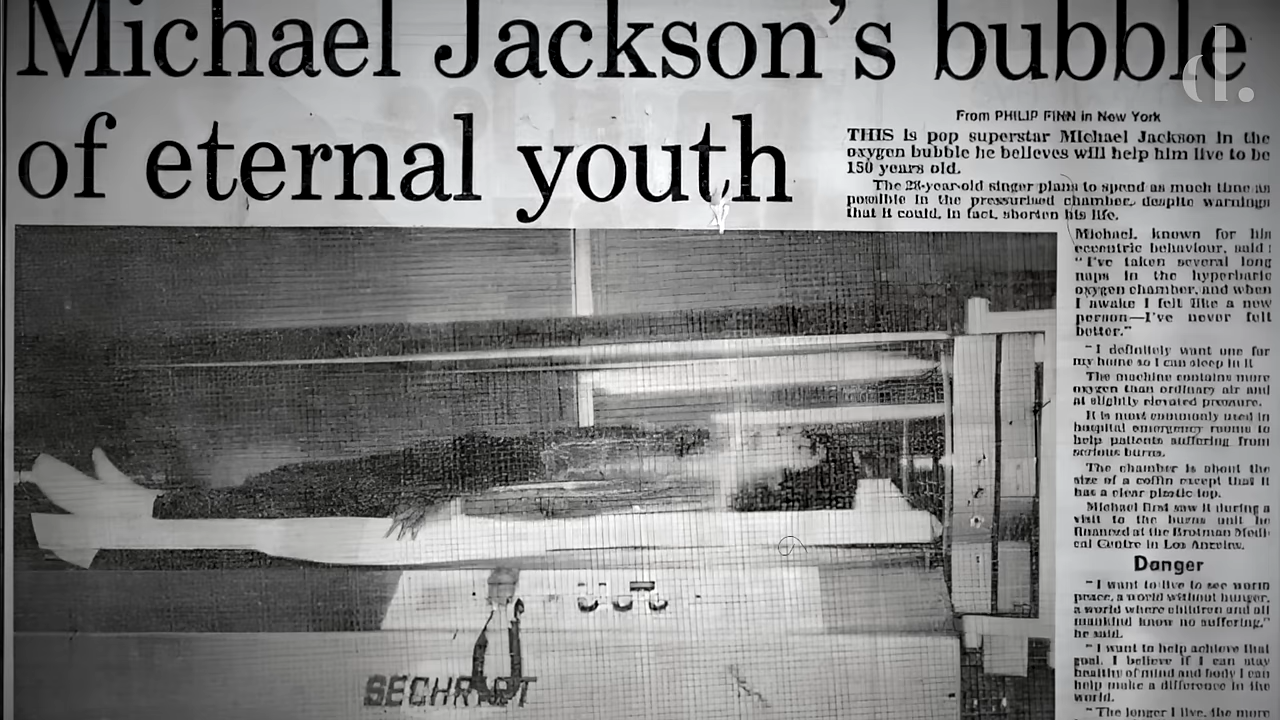 Michael Jackson's bubble
of eternal youth
d.
From PHILIP FINN in New York
THIS is pop superstar Michael Jackson in the
oxygen bubble he believes will help him live to be
150 years old.
The 28-year-old singer plans to spend as much time as
possible in the pressurised chamber, despite warnings
that it could, in fact, shorten his life.
Michael, known for his
eccentric behaviour, said:
"I've taken several long
naps in the hyperbaric
oxygen chamber, and when
I awake I felt like a new
person—I've never felt
better."
"I definitely want one for
my home so I can sleep in it
The machine contains more
oxygen than ordinary air and
at slightly elevated pressure.
It is most commonly used in
hospital emergency rooms to
help patients suffering from
serious burns.
The chamber is about the
size of a coffin except that it
has a clear plastic top.
Michael first saw it during a
visit to the burns unit he
financed at the Brotman Medi-
cal Centre in Los Angeles.
Danger
"I want to live to see world
peace, a world without hunger,
a world where children and all
mankind know no suffering,"
he said.
"I want to help achieve that
goal. I believe if I can stay
healthy of mind and body I can
help make a difference in the
world.
"The longer I live, the more
SECHRIST